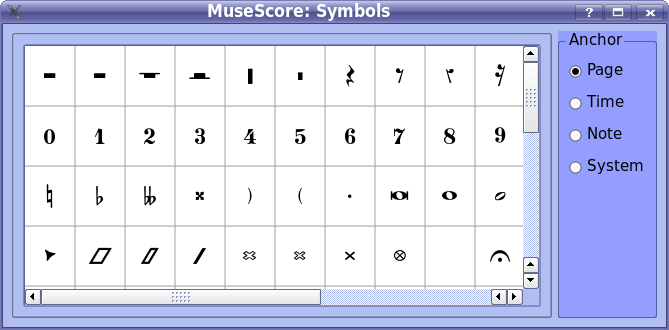 MuseScore: Symbols
?
Anchor
Page
Time
Note
System
0 1 2 3 4 5 6 7 8 9